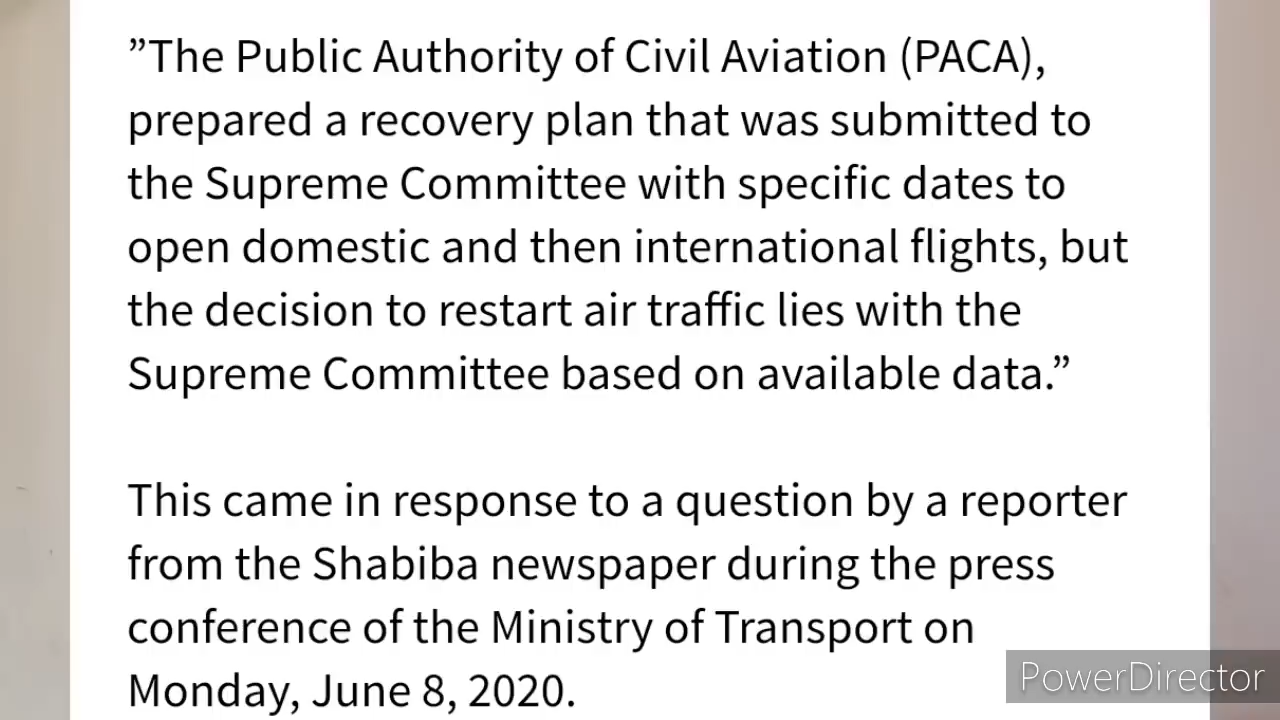 ”The Public Authority of Civil Aviation (PACA),
prepared a recovery plan that was submitted to
the Supreme Committee with specific dates to
open domestic and then international flights, but
the decision to restart air traffic lies with the
Supreme Committee based on available data.”
This came in response to a question by a reporter
from the Shabiba newspaper during the press
conference of the Ministry of Transport on
Monday, June 8, 2020.
PowerDirector